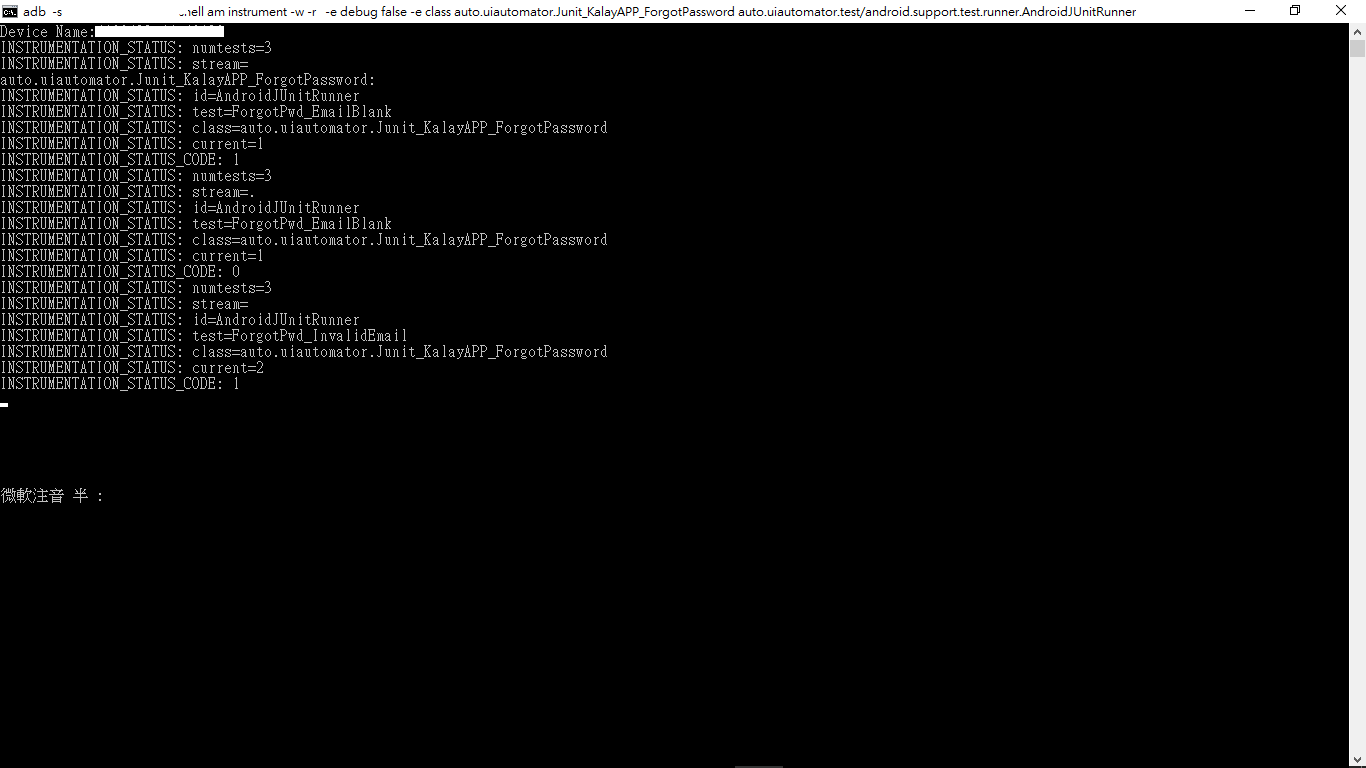 adb -s shell am instrument -w -r -e debug false -e class auto.uiautomator.Junit_KalayAPP_ForgotPassword auto.uiautomator.test/android.support.test.runner.AndroidJUnitRunner
Device Name:
INSTRUMENTATION_STATUS: numtests=3
INSTRUMENTATION_STATUS: stream=
auto.uiautomator.Junit_KalayAPP_ForgotPassword:
INSTRUMENTATION_STATUS: id=AndroidJUnitRunner
INSTRUMENTATION_STATUS: test=ForgotPwd_EmailBlank
INSTRUMENTATION_STATUS: class=auto.uiautomator.Junit_KalayAPP_ForgotPassword
INSTRUMENTATION_STATUS: current=1
INSTRUMENTATION_STATUS_CODE: 1
INSTRUMENTATION_STATUS: numtests=3
INSTRUMENTATION_STATUS: stream=.
INSTRUMENTATION_STATUS: id=AndroidJUnitRunner
INSTRUMENTATION_STATUS: test=ForgotPwd_EmailBlank
INSTRUMENTATION_STATUS: class=auto.uiautomator.Junit_KalayAPP_ForgotPassword
INSTRUMENTATION_STATUS: current=1
INSTRUMENTATION_STATUS_CODE: 0
INSTRUMENTATION_STATUS: numtests=3
INSTRUMENTATION_STATUS: stream=
INSTRUMENTATION_STATUS: id=AndroidJUnitRunner
INSTRUMENTATION_STATUS: test=ForgotPwd_InvalidEmail
INSTRUMENTATION_STATUS: class=auto.uiautomator.Junit_KalayAPP_ForgotPassword
INSTRUMENTATION_STATUS: current=2
INSTRUMENTATION_STATUS_CODE: 1
微軟注音 半 :